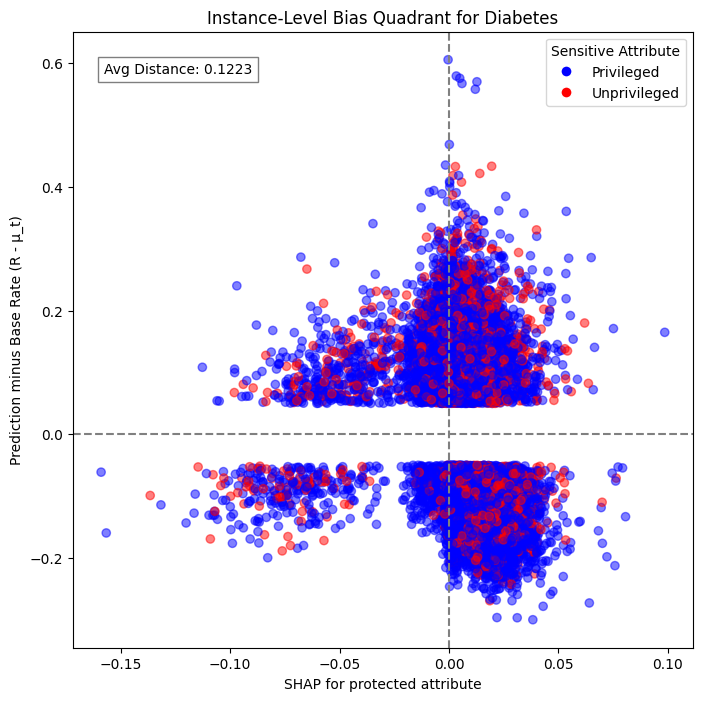 Instance-Level Bias Quadrant for Diabetes
Avg Distance: 0.1223
Sensitive Attribute
Privileged
Unprivileged
Prediction minus Base Rate (R - μ_t)
0.6
0.4
0.2
0.0
−0.2
−0.15
−0.10
−0.05
0.00
0.05
0.10
SHAP for protected attribute